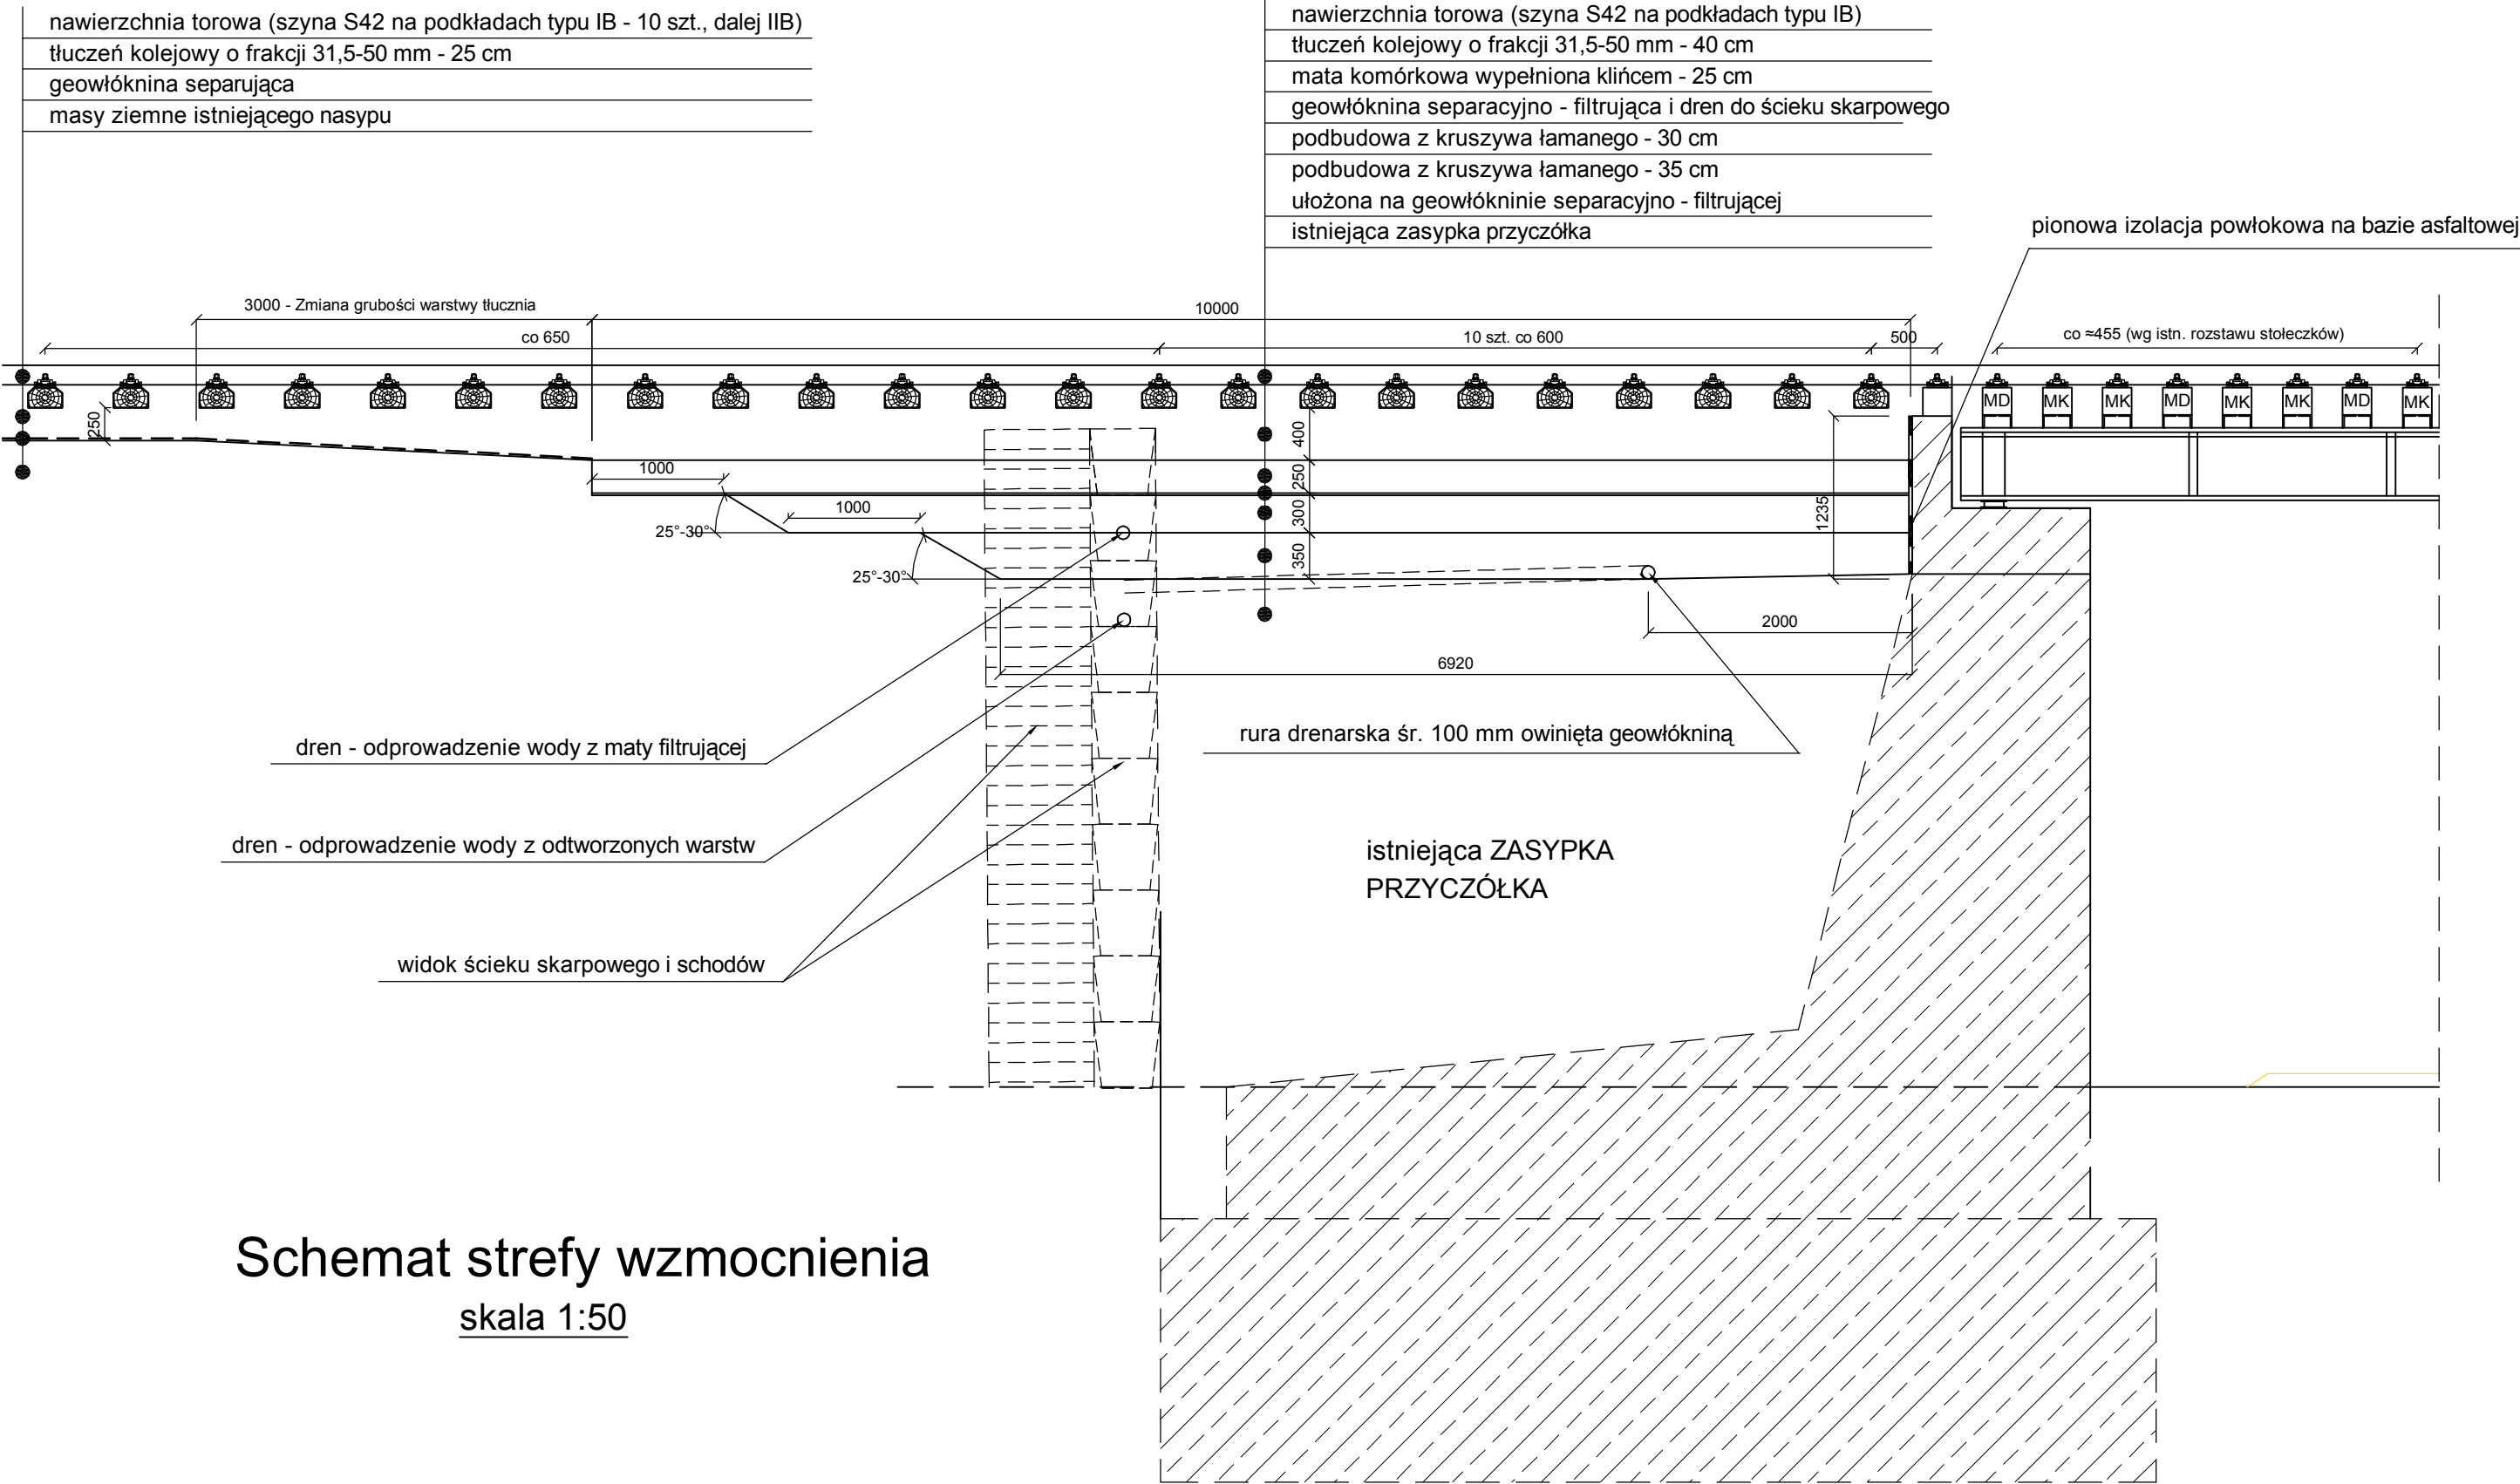 nawierzchnia torowa (szyna S42 na podkładach typu IB - 10 szt., dalej IIB)
tłuczeń kolejowy o frakcji 31,5-50 mm - 25 cm
geowłóknina separująca
masy ziemne istniejącego nasypu
nawierzchnia torowa (szyna S42 na podkładach typu IB)
tłuczeń kolejowy o frakcji 31,5-50 mm - 40 cm
mata komórkowa wypełniona klińcem - 25 cm
geowłóknina separacyjno - filtrująca i dren do ścieku skarpowego
podbudowa z kruszywa łamanego - 30 cm
podbudowa z kruszywa łamanego - 35 cm
ułożona na geowłókninie separacyjno - filtrującej
istniejąca zasypka przyczółka
pionowa izolacja powłokowa na bazie asfaltowej
3000 - Zmiana grubości warstwy tłucznia
10000
co 650
10 szt. co 600
500
co ≈455 (wg istn. rozstawu stołeczków)
MD
MK
MK
MD
MK
MK
MD
MK
250
400
250
300
350
1235
1000
1000
25°-30°
25°-30°
2000
6920
dren - odprowadzenie wody z maty filtrującej
rura drenarska śr. 100 mm owinięta geowłókniną
dren - odprowadzenie wody z odtworzonych warstw
istniejąca ZASYPKA
PRZYCZÓŁKA
widok ścieku skarpowego i schodów
Schemat strefy wzmocnienia
skala 1:50